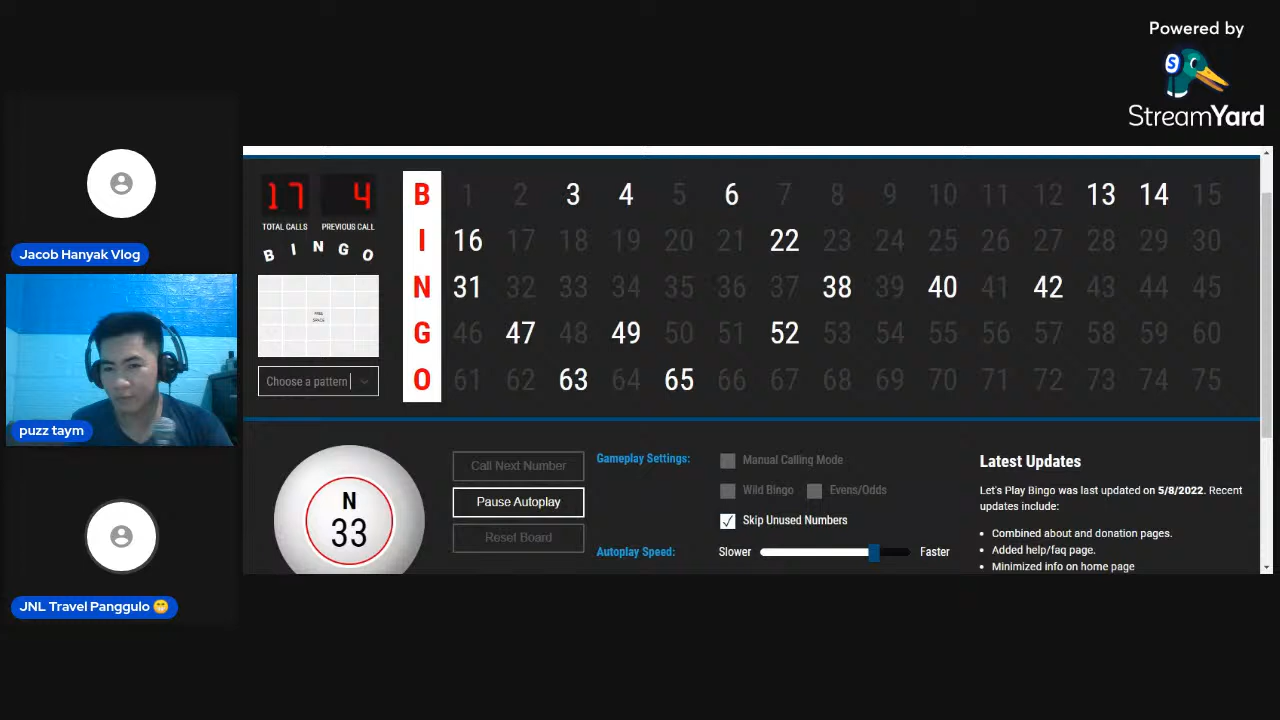 Powered by
S
StreamYard
Jacob Hanyak Vlog
puzz taym
JNL Travel Panggulo 😁
17 4
TOTAL CALLS PREVIOUS CALL
B I N G O
FREE
SPACE
Choose a pattern
B 1 2 3 4 5 6 7 8 9 10 11 12 13 14 15
I 16 17 18 19 20 21 22 23 24 25 26 27 28 29 30
N 31 32 33 34 35 36 37 38 39 40 41 42 43 44 45
G 46 47 48 49 50 51 52 53 54 55 56 57 58 59 60
O 61 62 63 64 65 66 67 68 69 70 71 72 73 74 75
N
33
Call Next Number
Pause Autoplay
Reset Board
Gameplay Settings:
Manual Calling Mode
Wild Bingo Evens/Odds
Skip Unused Numbers
Autoplay Speed: Slower Faster
Latest Updates
Let's Play Bingo was last updated on 5/8/2022. Recent
updates include:
• Combined about and donation pages.
• Added help/faq page.
• Minimized info on home page